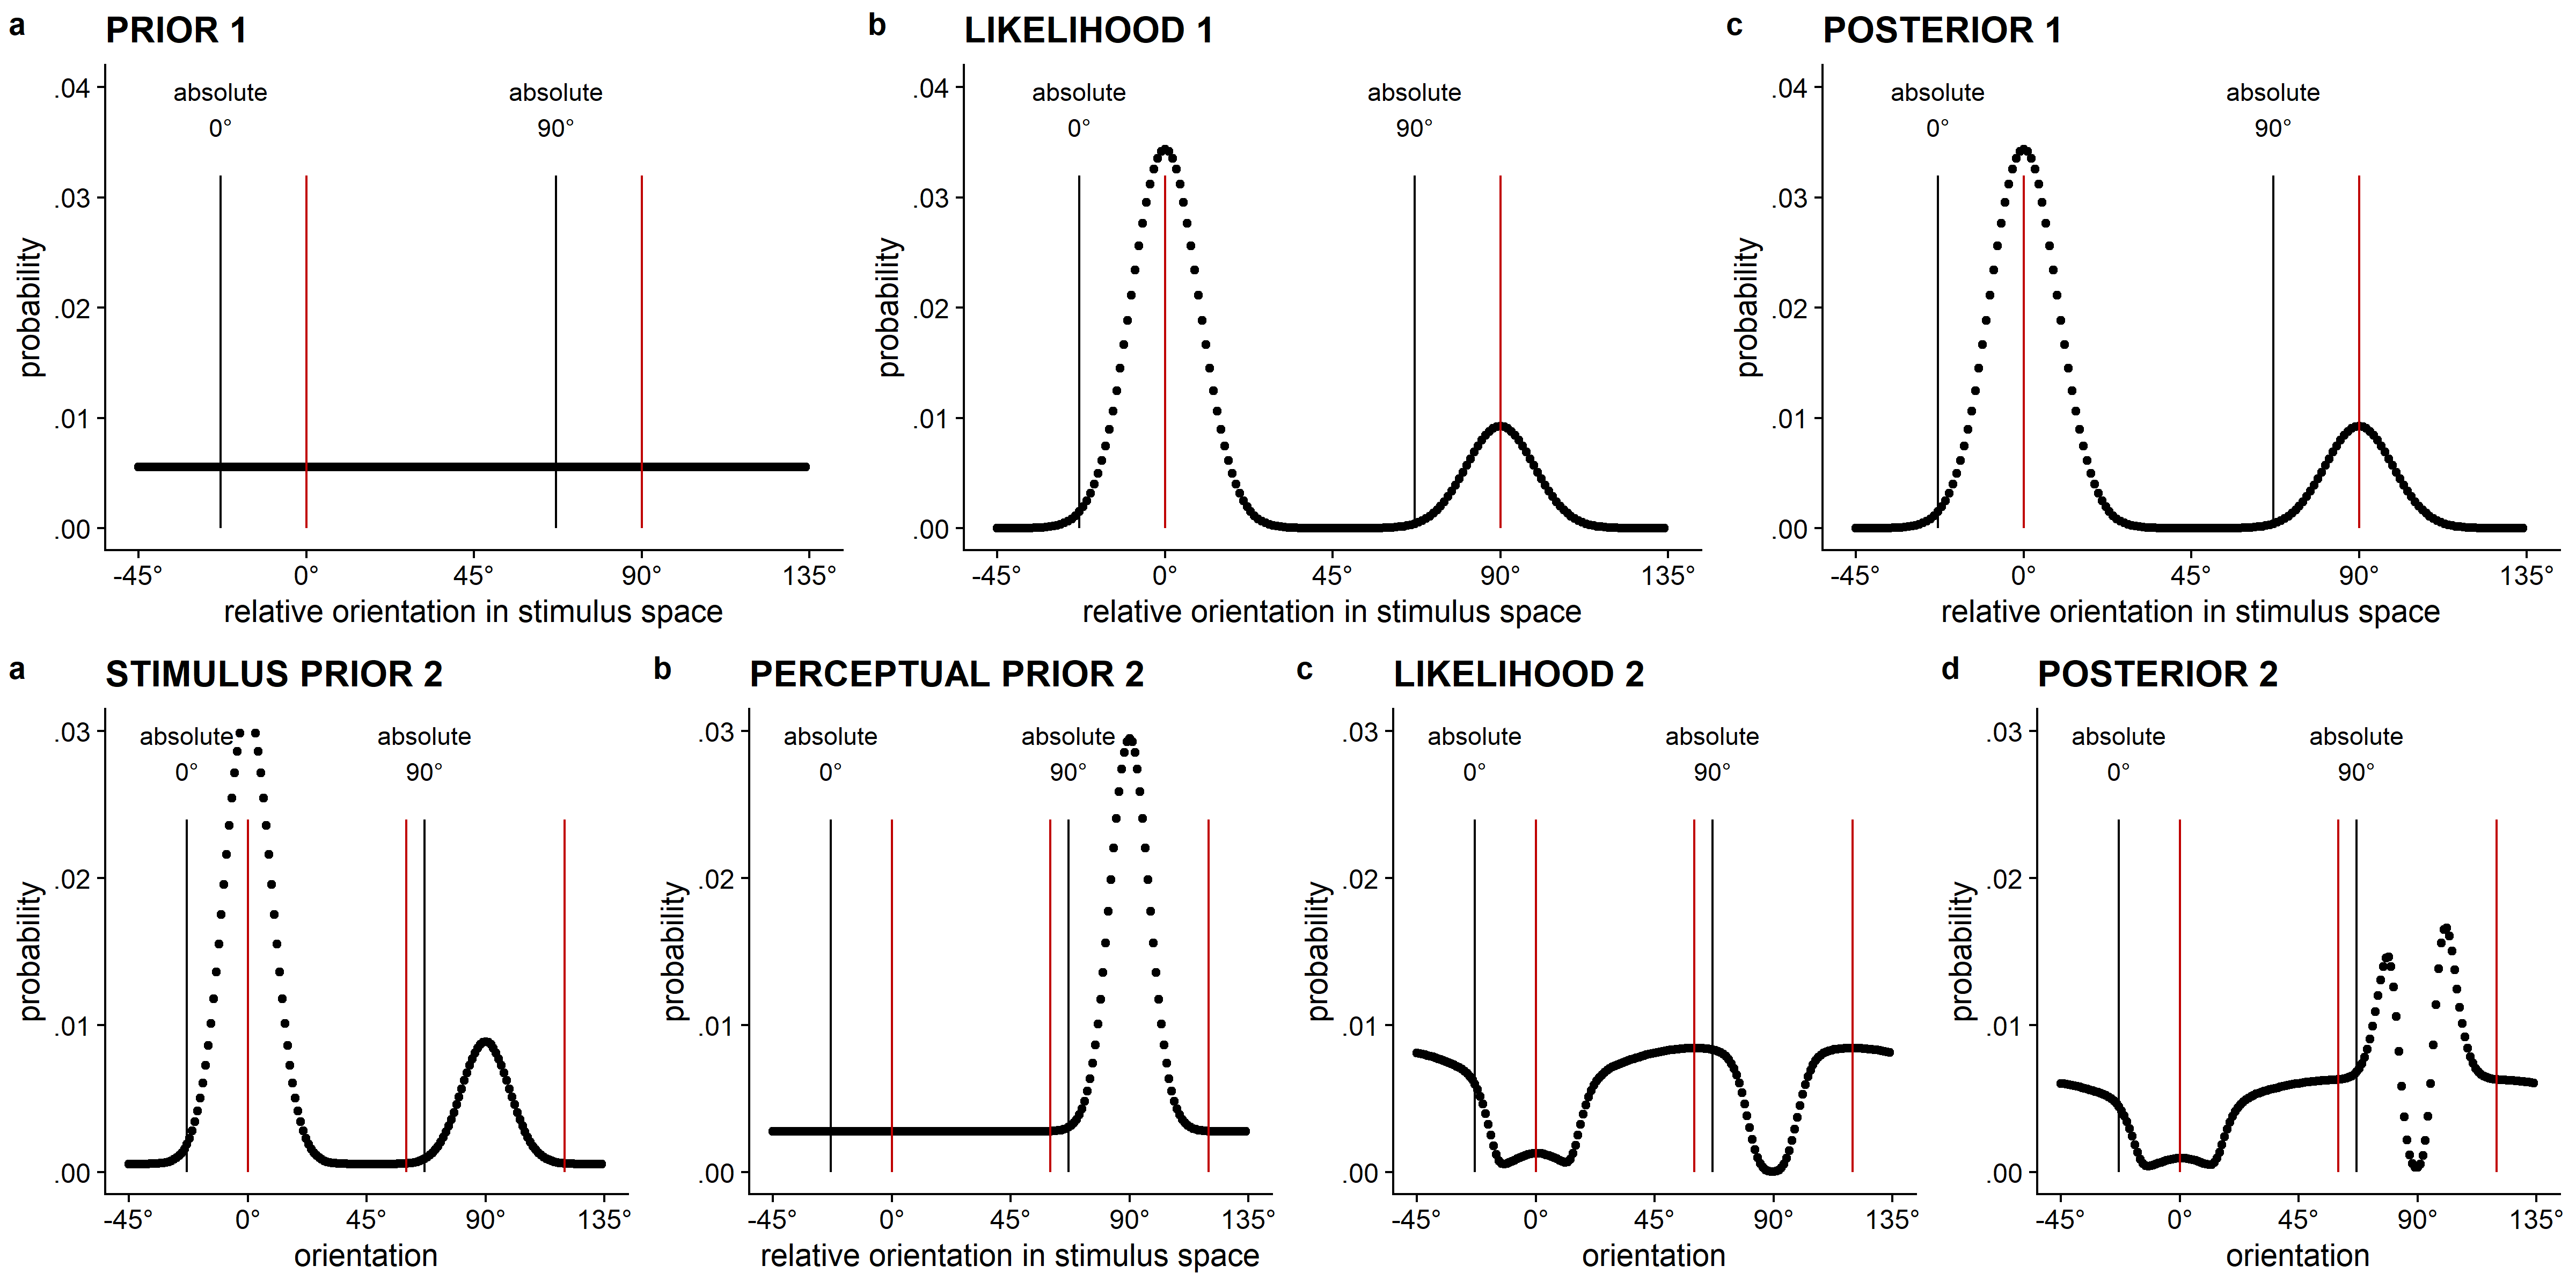 a PRIOR 1
.04
.03
.02
.01
.00
absolute
0°
absolute
90°
probability
-45° 0° 45° 90° 135°
relative orientation in stimulus space
b LIKELIHOOD 1
.04
.03
.02
.01
.00
absolute
0°
absolute
90°
probability
-45° 0° 45° 90° 135°
relative orientation in stimulus space
c POSTERIOR 1
.04
.03
.02
.01
.00
absolute
0°
absolute
90°
probability
-45° 0° 45° 90° 135°
relative orientation in stimulus space
a STIMULUS PRIOR 2
.03
.02
.01
.00
absolute
0°
absolute
90°
probability
-45° 0° 45° 90° 135°
orientation
b PERCEPTUAL PRIOR 2
.03
.02
.01
.00
absolute
0°
absolute
90°
probability
-45° 0° 45° 90° 135°
relative orientation in stimulus space
c LIKELIHOOD 2
.03
.02
.01
.00
absolute
0°
absolute
90°
probability
-45° 0° 45° 90° 135°
orientation
d POSTERIOR 2
.03
.02
.01
.00
absolute
0°
absolute
90°
probability
-45° 0° 45° 90° 135°
orientation